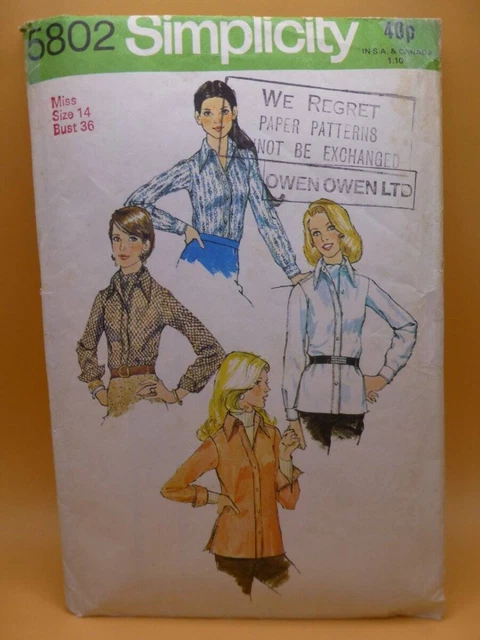 5802 Simplicity 40p
IN S.A. & CANADA
1.10
Miss
Size 14
Bust 36
WE REGRET
PAPER PATTERNS
NOT BE EXCHANGED
OWEN OWEN LTD